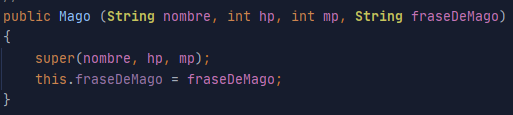 public Mago (String nombre, int hp, int mp, String fraseDeMago)
{
    super(nombre, hp, mp);
    this.fraseDeMago = fraseDeMago;
}